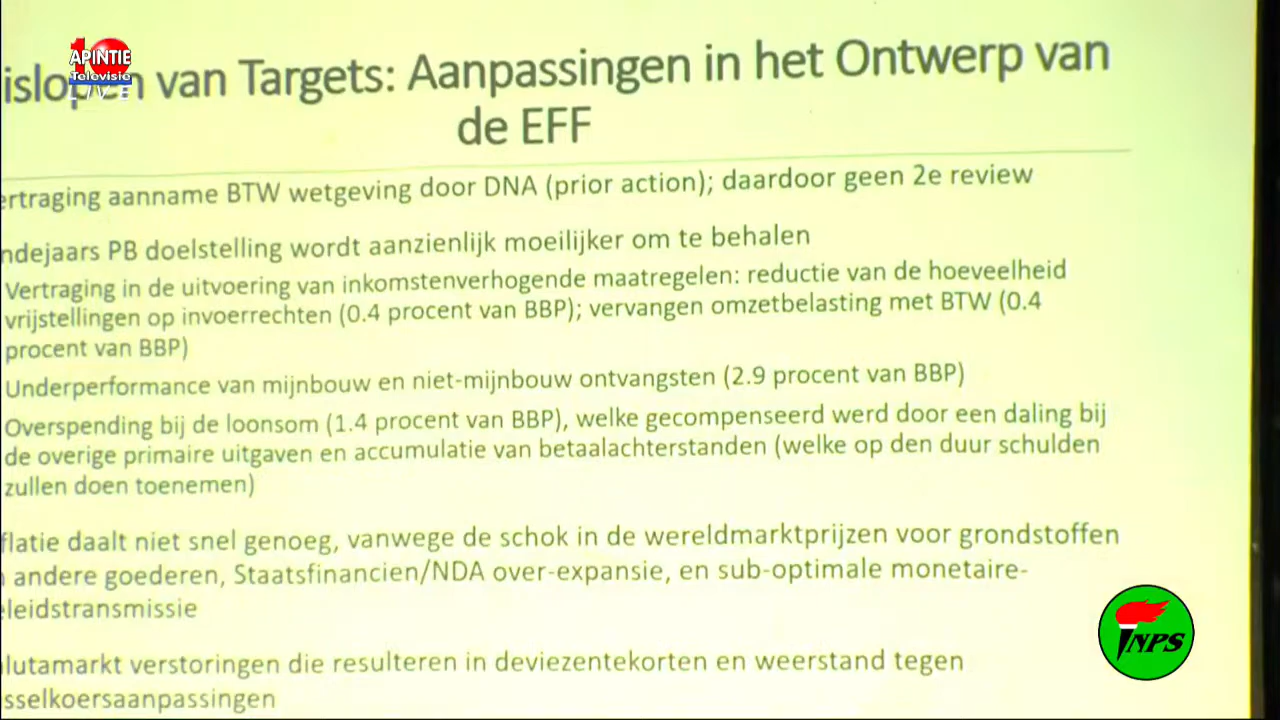 10
APINTIE
Televisie
LIVE
islopen van Targets: Aanpassingen in het Ontwerp van
de EFF
ertraging aanname BTW wetgeving door DNA (prior action); daardoor geen 2e review
ndejaars PB doelstelling wordt aanzienlijk moeilijker om te behalen
Vertraging in de uitvoering van inkomstenverhogende maatregelen: reductie van de hoeveelheid
vrijstellingen op invoerrechten (0.4 procent van BBP); vervangen omzetbelasting met BTW (0.4
procent van BBP)
Underperformance van mijnbouw en niet-mijnbouw ontvangsten (2.9 procent van BBP)
Overspending bij de loonsom (1.4 procent van BBP), welke gecompenseerd werd door een daling bij
de overige primaire uitgaven en accumulatie van betaalachterstanden (welke op den duur schulden
zullen doen toenemen)
flatie daalt niet snel genoeg, vanwege de schok in de wereldmarktprijzen voor grondstoffen
andere goederen, Staatsfinancien/NDA over-expansie, en sub-optimale monetaire-
leidstransmissie
lutamarkt verstoringen die resulteren in deviezentekorten en weerstand tegen
sselkoersaanpassingen
NPS